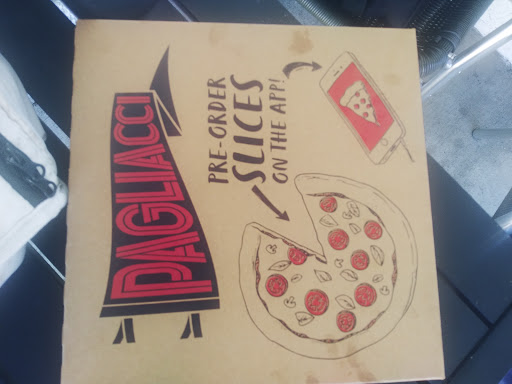 PAGLIACCI
PRE-ORDER
SLICES
ON THE APP!